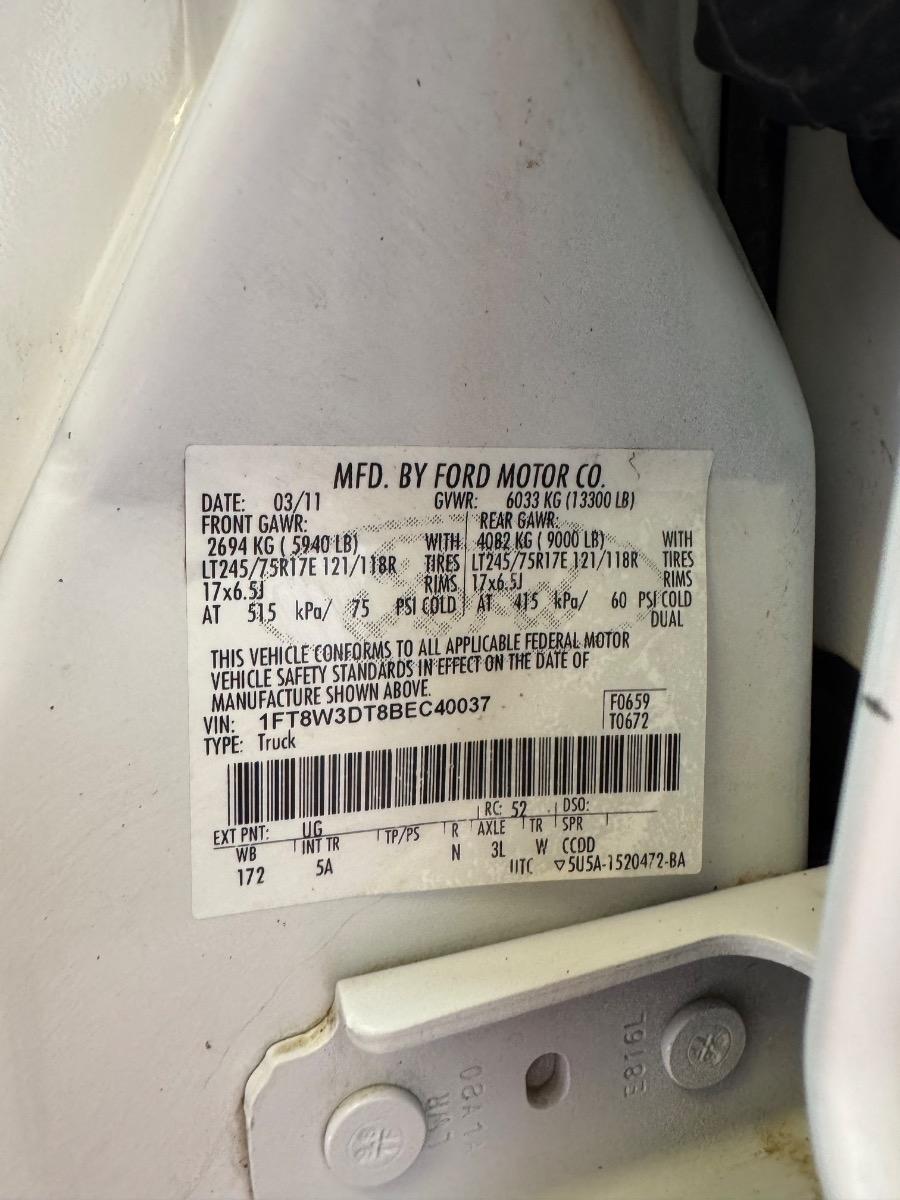 MFD. BY FORD MOTOR CO.
DATE: 03/11 GVWR: 6033 KG (13300 LB)
FRONT GAWR: REAR GAWR:
2694 KG ( 5940 LB) WITH 4082 KG ( 9000 LB) WITH
LT245/75R17E 121/118R TIRES LT245/75R17E 121/118R TIRES
17x6.5J RIMS 17x6.5J RIMS
AT 515 kPa/ 75 PSI COLD AT 415 kPa/ 60 PSI COLD
DUAL
THIS VEHICLE CONFORMS TO ALL APPLICABLE FEDERAL MOTOR
VEHICLE SAFETY STANDARDS IN EFFECT ON THE DATE OF
MANUFACTURE SHOWN ABOVE.
VIN: 1FT8W3DT8BEC40037 F0659
TYPE: Truck T0672
EXT PNT: UG RC: 52 DSO:
WB INT TR TP/PS R AXLE TR SPR
172 5A N 3L W CCDD
UTC ▽5U5A-1520472-BA
E816L
LWR